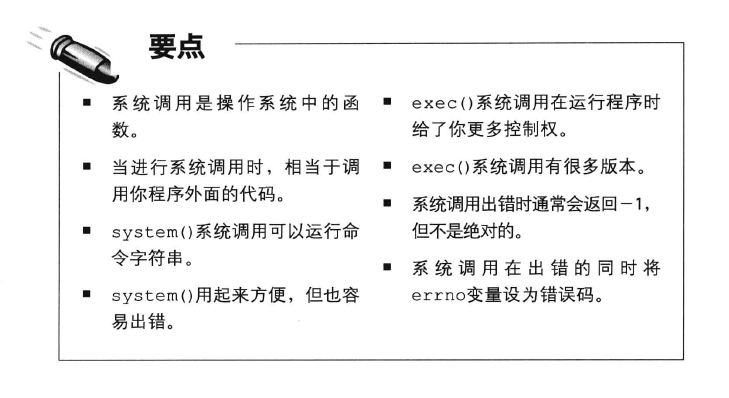 要点
■ 系统调用是操作系统中的函
数。
■ 当进行系统调用时，相当于调
用你程序外面的代码。
■ system()系统调用可以运行命
令字符串。
■ system()用起来方便，但也容
易出错。
■ exec()系统调用在运行程序时
给了你更多控制权。
■ exec()系统调用有很多版本。
■ 系统调用出错时通常会返回－1，
但不是绝对的。
■ 系统调用在出错的同时将
errno变量设为错误码。